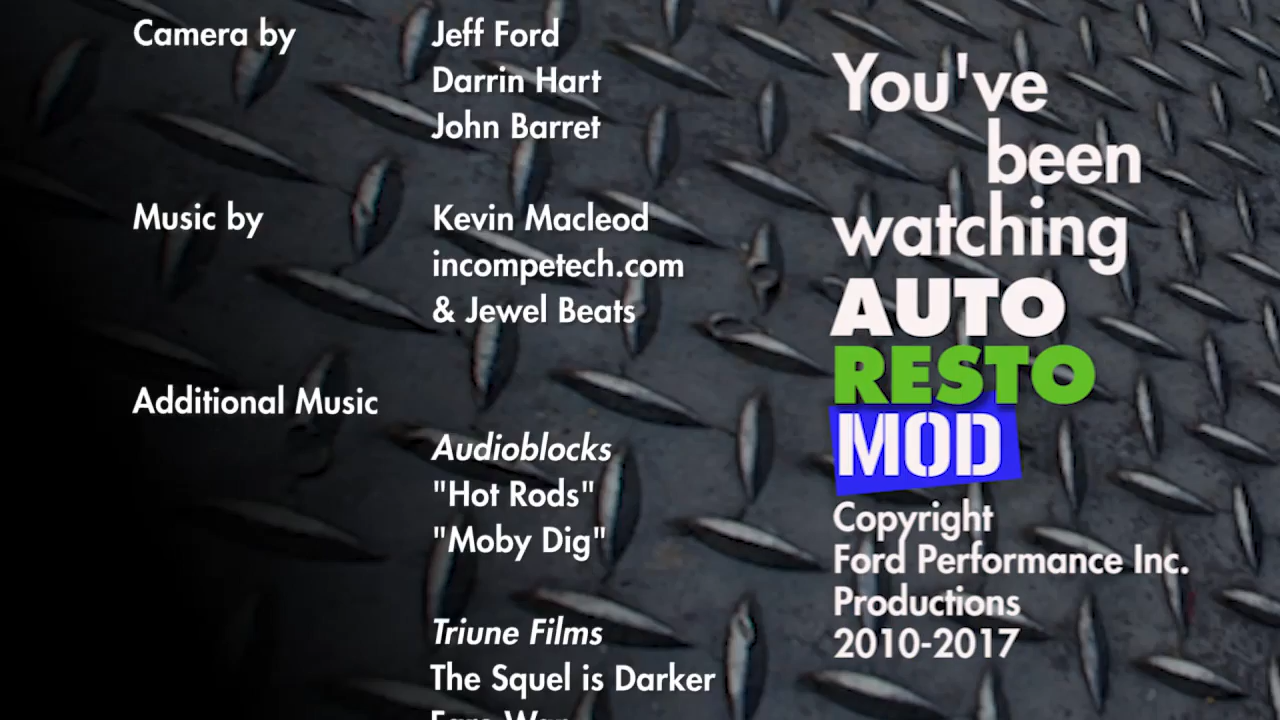 Camera by
Jeff Ford
Darrin Hart
John Barret
Music by
Kevin Macleod
incompetech.com
& Jewel Beats
Additional Music
Audioblocks
"Hot Rods"
"Moby Dig"
Triune Films
The Squel is Darker
You've
been
watching
AUTO
RESTO
MOD
Copyright
Ford Performance Inc.
Productions
2010-2017